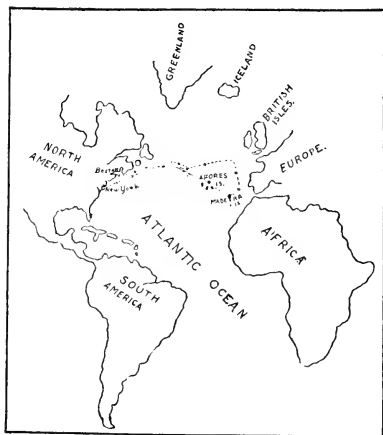 GREENLAND
ICELAND
BRITISH
ISLES.
NORTH
AMERICA
BOSTON
New York
AZORES
IS.
EUROPE.
MADEIRA
IS.
ATLANTIC OCEAN
AFRICA
SOUTH
AMERICA